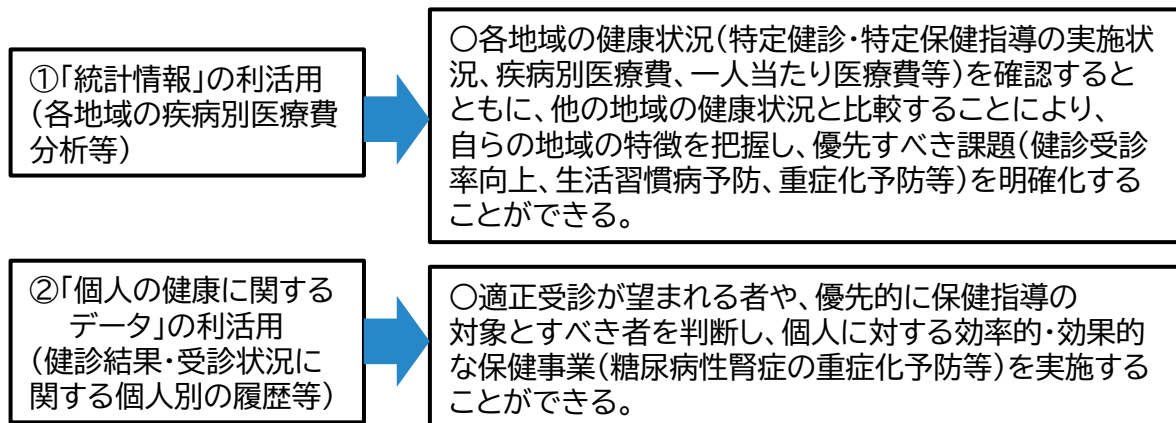 ①「統計情報」の利活用
(各地域の疾病別医療費
分析等)
○各地域の健康状況(特定健診・特定保健指導の実施状
況、疾病別医療費、一人当たり医療費等)を確認すると
ともに、他の地域の健康状況と比較することにより、
自らの地域の特徴を把握し、優先すべき課題(健診受診
率向上、生活習慣病予防、重症化予防等)を明確化する
ことができる。
②「個人の健康に関する
データ」の利活用
(健診結果・受診状況に
関する個人別の履歴等)
○適正受診が望まれる者や、優先的に保健指導の
対象とすべき者を判断し、個人に対する効率的・効果的
な保健事業(糖尿病性腎症の重症化予防等)を実施する
ことができる。